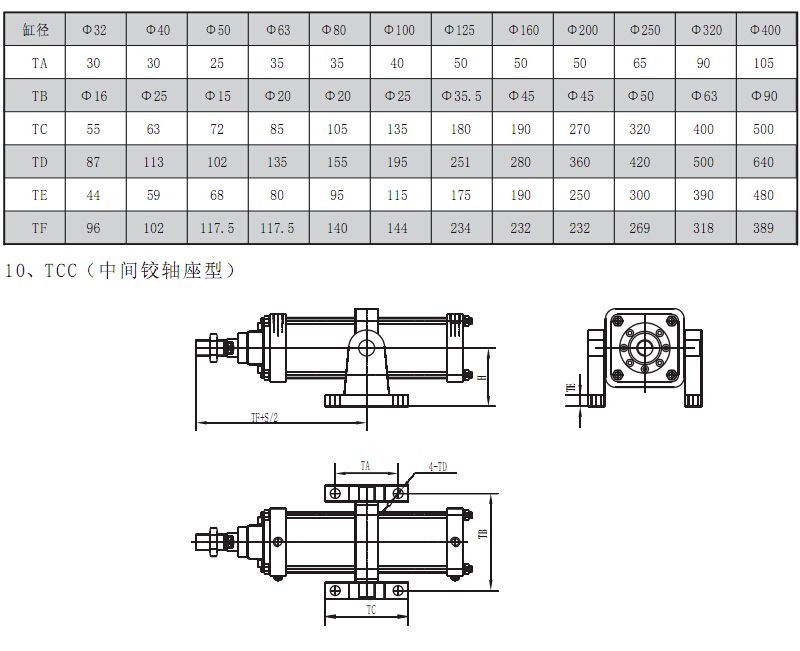 缸径 Φ32 Φ40 Φ50 Φ63 Φ80 Φ100 Φ125 Φ160 Φ200 Φ250 Φ320 Φ400
TA 30 30 25 35 35 40 50 50 50 65 90 105
TB Φ16 Φ25 Φ15 Φ20 Φ20 Φ25 Φ35.5 Φ45 Φ45 Φ50 Φ63 Φ90
TC 55 63 72 85 105 135 180 190 270 320 400 500
TD 87 113 102 135 155 195 251 280 360 420 500 640
TE 44 59 68 80 95 115 175 190 250 300 390 480
TF 96 102 117.5 117.5 140 144 234 232 232 269 318 389
10、TCC（中间铰轴座型）
H
TE
TF+S/2
TA
4-TD
TB
TC